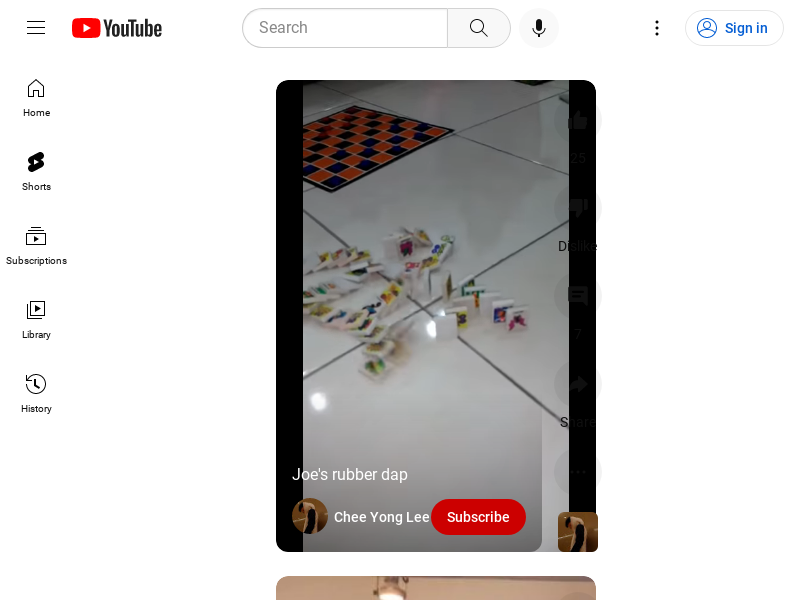 YouTube
Search
Sign in
Home
Shorts
Subscriptions
Library
History
25
Dislike
7
Share
Joe's rubber dap
Chee Yong Lee
Subscribe